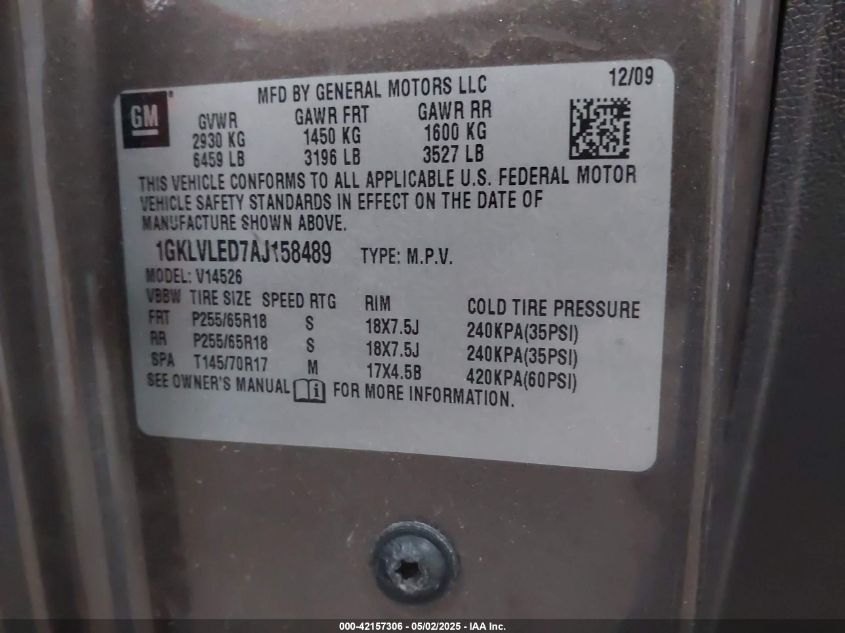 MFD BY GENERAL MOTORS LLC 12/09
GM
GVWR GAWR FRT GAWR RR
2930 KG 1450 KG 1600 KG
6459 LB 3196 LB 3527 LB
THIS VEHICLE CONFORMS TO ALL APPLICABLE U.S. FEDERAL MOTOR
VEHICLE SAFETY STANDARDS IN EFFECT ON THE DATE OF
MANUFACTURE SHOWN ABOVE.
1GKLVLED7AJ158489 TYPE: M.P.V.
MODEL: V14526
VBBW TIRE SIZE SPEED RTG RIM COLD TIRE PRESSURE
FRT P255/65R18 S 18X7.5J 240KPA(35PSI)
RR P255/65R18 S 18X7.5J 240KPA(35PSI)
SPA T145/70R17 M 17X4.5B 420KPA(60PSI)
SEE OWNER'S MANUAL FOR MORE INFORMATION.
000-42157306 - 05/02/2025 - IAA Inc.